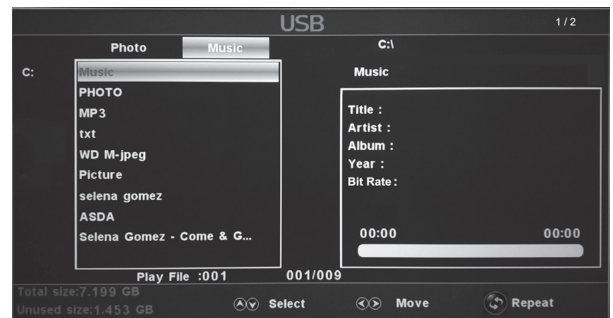 USB
1/2
Photo
Music
C:\
C:
Music
PHOTO
MP3
txt
WD M-jpeg
Picture
selena gomez
ASDA
Selena Gomez - Come & G...
Music
Title :
Artist :
Album :
Year :
Bit Rate :
00:00
00:00
Play File :001
001/009
Total size:7.199 GB
Unused size:1.453 GB
Select
Move
Repeat